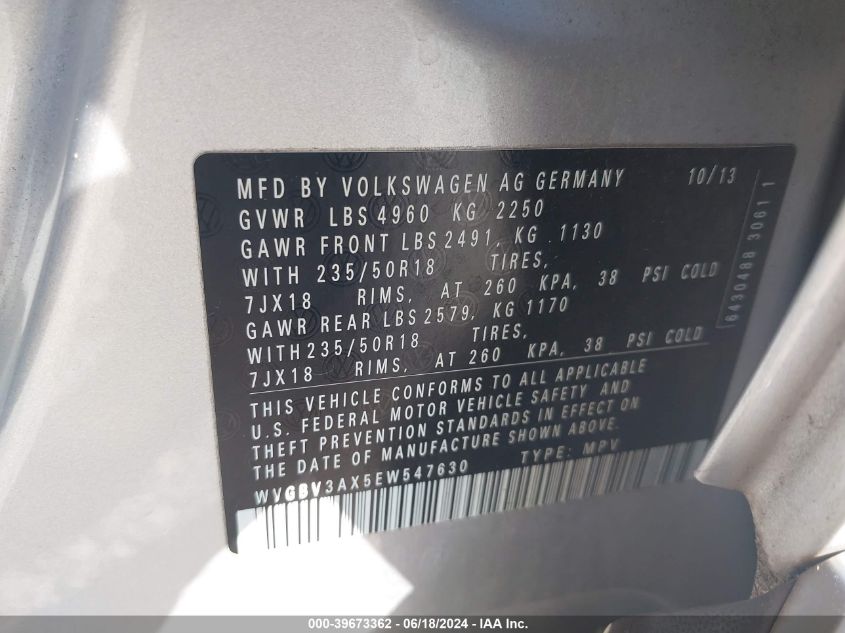 MFD BY VOLKSWAGEN AG GERMANY 10/13
GVWR LBS 4960 KG 2250
GAWR FRONT LBS 2491, KG 1130
WITH 235/50R18 TIRES,
7JX18 RIMS, AT 260 KPA, 38 PSI COLD
GAWR REAR LBS 2579, KG 1170
WITH 235/50R18 TIRES,
7JX18 RIMS, AT 260 KPA, 38 PSI COLD
THIS VEHICLE CONFORMS TO ALL APPLICABLE
U.S. FEDERAL MOTOR VEHICLE SAFETY AND
THEFT PREVENTION STANDARDS IN EFFECT ON
THE DATE OF MANUFACTURE SHOWN ABOVE.
WVGBV3AX5EW547630 TYPE: MPV
6430488 3061 1
000-39673362 - 06/18/2024 - IAA Inc.